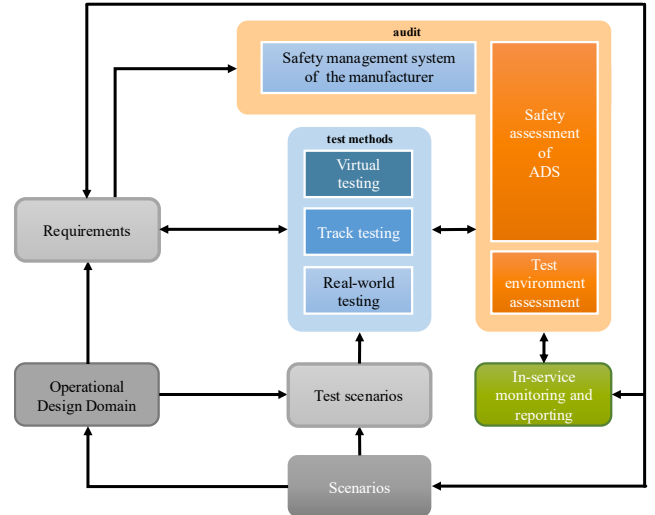 audit
Safety management system
of the manufacturer
Safety
assessment
of
ADS
test methods
Virtual
testing
Requirements
Track testing
Test
environment
assessment
Real-world
testing
Operational
Design Domain
Test scenarios
In-service
monitoring and
reporting
Scenarios